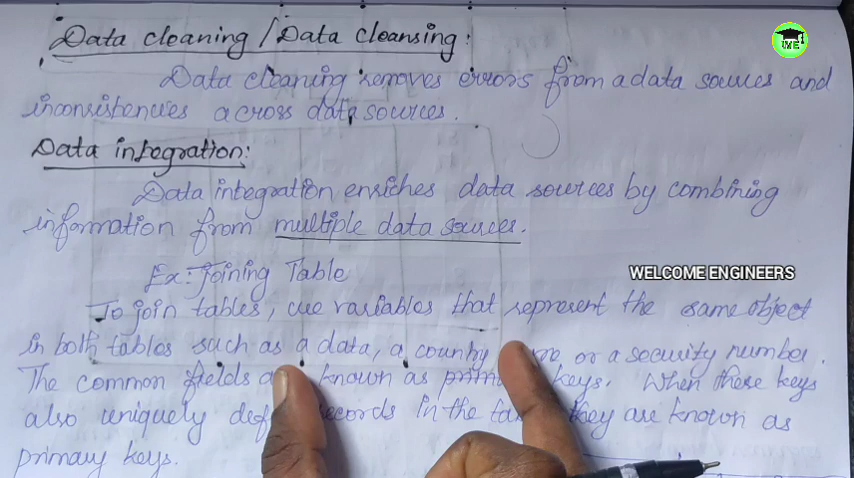 IME
Data cleaning / Data cleansing :
Data cleaning removes errors from a data sources and
inconsistencies across data sources.
Data integration:
Data integration enriches data sources by combining
information from multiple data sources.
Ex: Joining Table
WELCOME ENGINEERS
To join tables, use variables that represent the same object
in both tables such as a data, a country or a security number.
The common fields known as keys. When these keys
also uniquely records in the they are known as
primary keys.